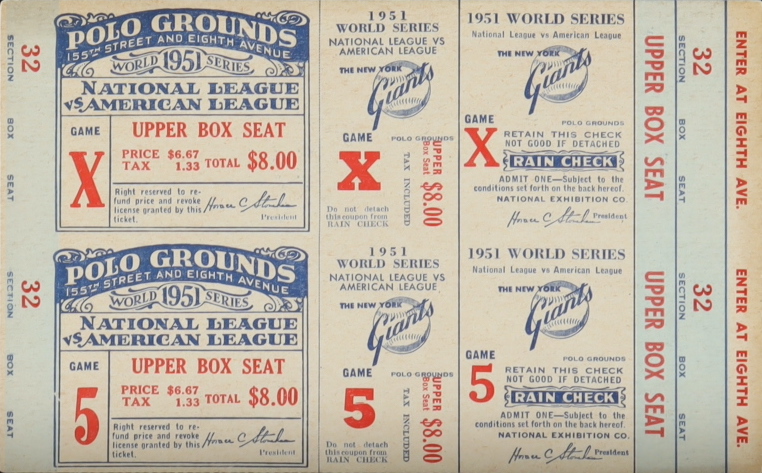 SECTION
32
BOX
SEAT
POLO GROUNDS
155TH STREET AND EIGHTH AVENUE
WORLD 1951 SERIES
NATIONAL LEAGUE
VS. AMERICAN LEAGUE
GAME
X
UPPER BOX SEAT
PRICE $6.67
TAX 1.33
TOTAL $8.00
Right reserved to re-
fund price and revoke
license granted by this
ticket.
Horace C Stoneham
President
1951
WORLD SERIES
NATIONAL LEAGUE VS
AMERICAN LEAGUE
THE NEW YORK
Giants
GAME
POLO GROUNDS
X
TAX INCLUDED
UPPER
Box Seat
$8.00
Do not detach
this coupon from
RAIN CHECK
1951 WORLD SERIES
National League vs American League
THE NEW YORK
Giants
GAME
POLO GROUNDS
X
RETAIN THIS CHECK
NOT GOOD IF DETACHED
RAIN CHECK
ADMIT ONE—Subject to the
conditions set forth on the back hereof.
NATIONAL EXHIBITION CO.
Horace C Stoneham President
UPPER BOX SEAT
SECTION
32
BOX
SEAT
ENTER AT EIGHTH AVE.
SECTION
32
BOX
SEAT
POLO GROUNDS
155TH STREET AND EIGHTH AVENUE
WORLD 1951 SERIES
NATIONAL LEAGUE
VS. AMERICAN LEAGUE
GAME
5
UPPER BOX SEAT
PRICE $6.67
TAX 1.33
TOTAL $8.00
Right reserved to re-
fund price and revoke
license granted by this
ticket.
Horace C Stoneham
President
1951
WORLD SERIES
NATIONAL LEAGUE VS
AMERICAN LEAGUE
THE NEW YORK
Giants
GAME
POLO GROUNDS
5
TAX INCLUDED
UPPER
Box Seat
$8.00
Do not detach
this coupon from
RAIN CHECK
1951 WORLD SERIES
National League vs American League
THE NEW YORK
Giants
GAME
POLO GROUNDS
5
RETAIN THIS CHECK
NOT GOOD IF DETACHED
RAIN CHECK
ADMIT ONE—Subject to the
conditions set forth on the back hereof.
NATIONAL EXHIBITION CO.
Horace C Stoneham President
UPPER BOX SEAT
SECTION
32
BOX
SEAT
ENTER AT EIGHTH AVE.